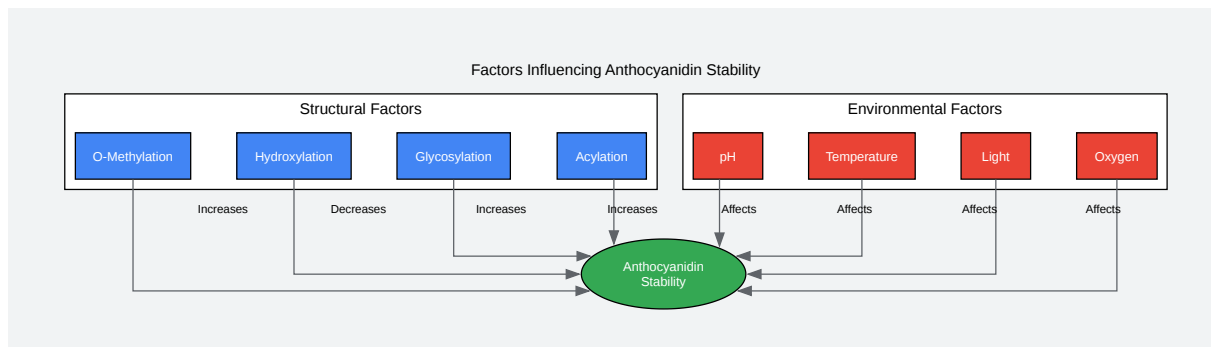 Factors Influencing Anthocyanidin Stability
Structural Factors
Environmental Factors
O-Methylation
Hydroxylation
Glycosylation
Acylation
pH
Temperature
Light
Oxygen
Increases
Decreases
Increases
Increases
Affects
Affects
Affects
Affects
Anthocyanidin
Stability